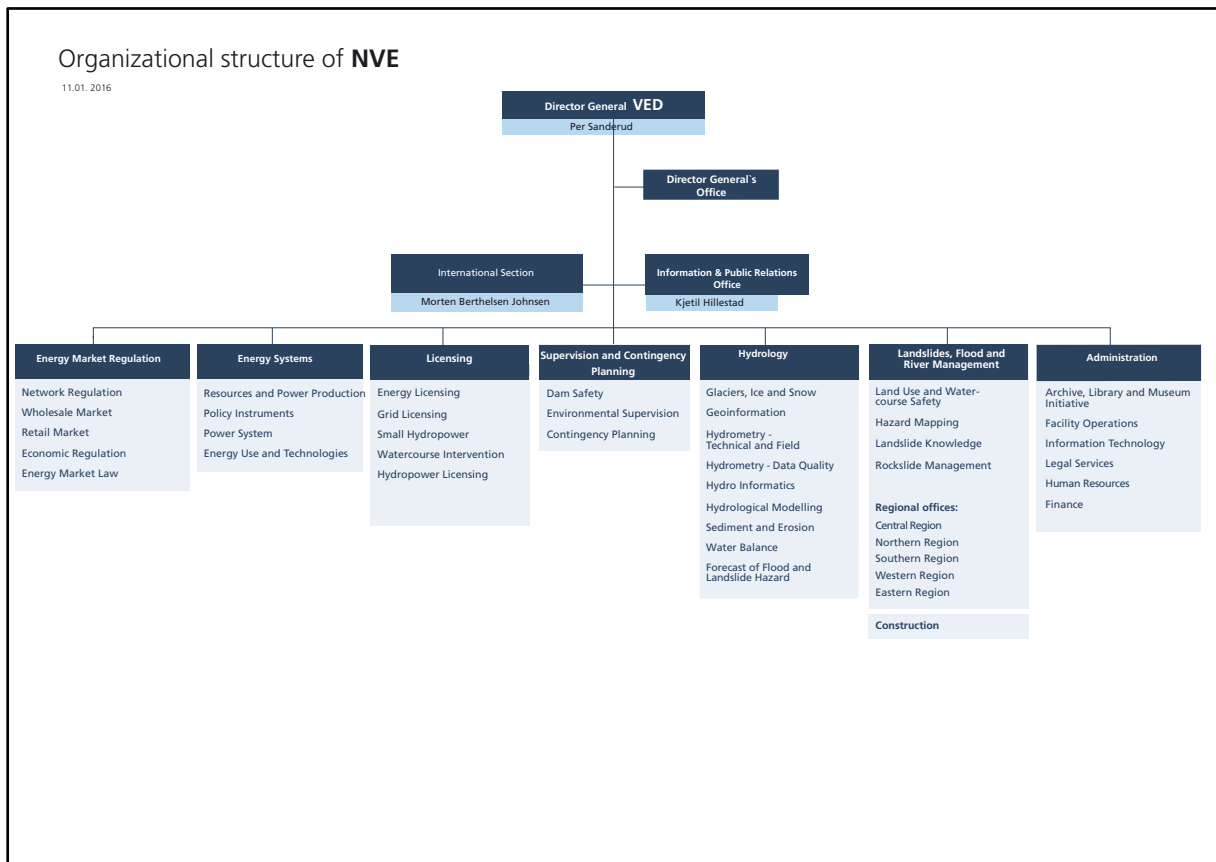 Organizational structure of NVE
11.01. 2016
Director General VED
Per Sanderud
Director General`s
Office
International Section
Morten Berthelsen Johnsen
Information & Public Relations
Office
Kjetil Hillestad
Energy Market Regulation
Network Regulation
Wholesale Market
Retail Market
Economic Regulation
Energy Market Law
Energy Systems
Resources and Power Production
Policy Instruments
Power System
Energy Use and Technologies
Licensing
Energy Licensing
Grid Licensing
Small Hydropower
Watercourse Intervention
Hydropower Licensing
Supervision and Contingency
Planning
Dam Safety
Environmental Supervision
Contingency Planning
Hydrology
Glaciers, Ice and Snow
Geoinformation
Hydrometry -
Technical and Field
Hydrometry - Data Quality
Hydro Informatics
Hydrological Modelling
Sediment and Erosion
Water Balance
Forecast of Flood and
Landslide Hazard
Landslides, Flood and
River Management
Land Use and Water-
course Safety
Hazard Mapping
Landslide Knowledge
Rockslide Management
Regional offices:
Central Region
Northern Region
Southern Region
Western Region
Eastern Region
Construction
Administration
Archive, Library and Museum
Initiative
Facility Operations
Information Technology
Legal Services
Human Resources
Finance